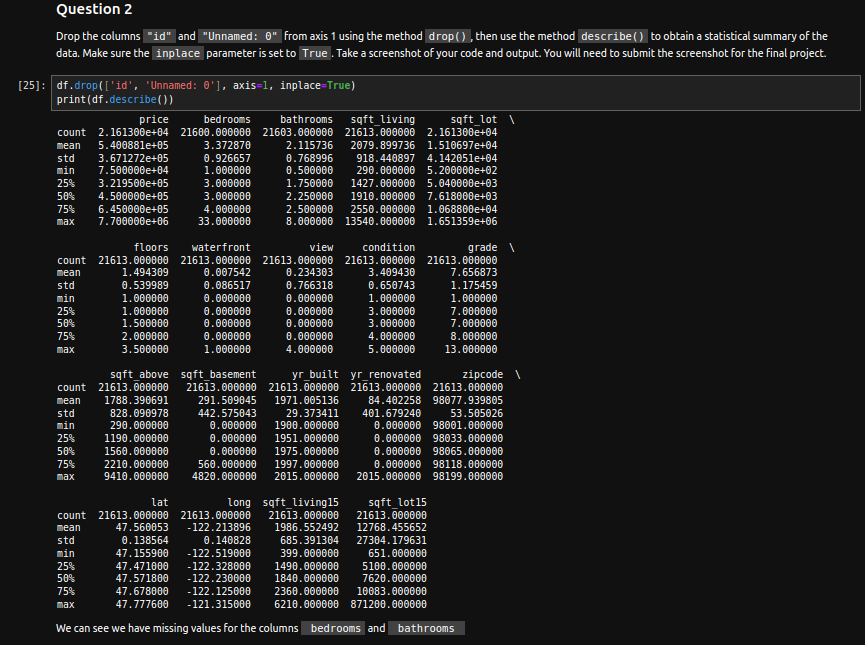 Question 2
Drop the columns "id" and "Unnamed: 0" from axis 1 using the method drop(), then use the method describe() to obtain a statistical summary of the
data. Make sure the inplace parameter is set to True. Take a screenshot of your code and output. You will need to submit the screenshot for the final project.
[25]: df.drop(['id', 'Unnamed: 0'], axis=1, inplace=True)
print(df.describe())
price bedrooms bathrooms sqft_living sqft_lot \
count 2.161300e+04 21600.000000 21603.000000 21613.000000 2.161300e+04
mean 5.400881e+05 3.372870 2.115736 2079.899736 1.510697e+04
std 3.671272e+05 0.926657 0.768996 918.440897 4.142051e+04
min 7.500000e+04 1.000000 0.500000 290.000000 5.200000e+02
25% 3.219500e+05 3.000000 1.750000 1427.000000 5.040000e+03
50% 4.500000e+05 3.000000 2.250000 1910.000000 7.618000e+03
75% 6.450000e+05 4.000000 2.500000 2550.000000 1.068800e+04
max 7.700000e+06 33.000000 8.000000 13540.000000 1.651359e+06
floors waterfront view condition grade \
count 21613.000000 21613.000000 21613.000000 21613.000000 21613.000000
mean 1.494309 0.007542 0.234303 3.409430 7.656873
std 0.539989 0.086517 0.766318 0.650743 1.175459
min 1.000000 0.000000 0.000000 1.000000 1.000000
25% 1.000000 0.000000 0.000000 3.000000 7.000000
50% 1.500000 0.000000 0.000000 3.000000 7.000000
75% 2.000000 0.000000 0.000000 4.000000 8.000000
max 3.500000 1.000000 4.000000 5.000000 13.000000
sqft_above sqft_basement yr_built yr_renovated zipcode \
count 21613.000000 21613.000000 21613.000000 21613.000000 21613.000000
mean 1788.390691 291.509045 1971.005136 84.402258 98077.939805
std 828.090978 442.575043 29.373411 401.679240 53.505026
min 290.000000 0.000000 1900.000000 0.000000 98001.000000
25% 1190.000000 0.000000 1951.000000 0.000000 98033.000000
50% 1560.000000 0.000000 1975.000000 0.000000 98065.000000
75% 2210.000000 560.000000 1997.000000 0.000000 98118.000000
max 9410.000000 4820.000000 2015.000000 2015.000000 98199.000000
lat long sqft_living15 sqft_lot15
count 21613.000000 21613.000000 21613.000000 21613.000000
mean 47.560053 -122.213896 1986.552492 12768.455652
std 0.138564 0.140828 685.391304 27304.179631
min 47.155900 -122.519000 399.000000 651.000000
25% 47.471000 -122.328000 1490.000000 5100.000000
50% 47.571800 -122.230000 1840.000000 7620.000000
75% 47.678000 -122.125000 2360.000000 10083.000000
max 47.777600 -121.315000 6210.000000 871200.000000
We can see we have missing values for the columns bedrooms and bathrooms